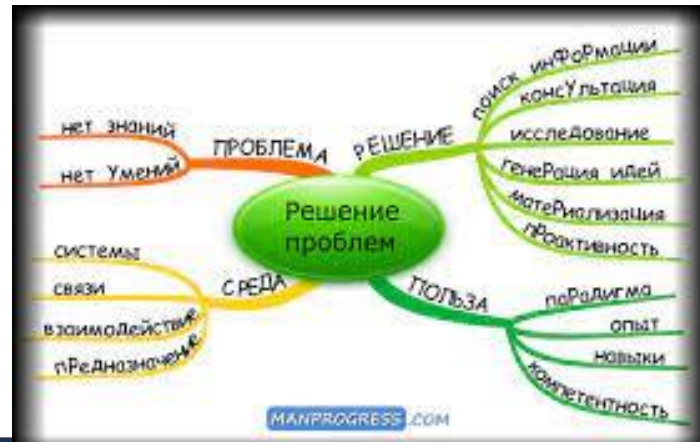 Решение
проблем
ПРОБЛЕМА
нет знаний
нет умений
РЕШЕНИЕ
поиск информации
консультация
исследование
генерация идей
материализация
проактивность
СРЕДА
системы
связи
взаимодействие
предназначение
ПОЛЬЗА
парадигма
опыт
навыки
компетентность
MANPROGRESS.COM